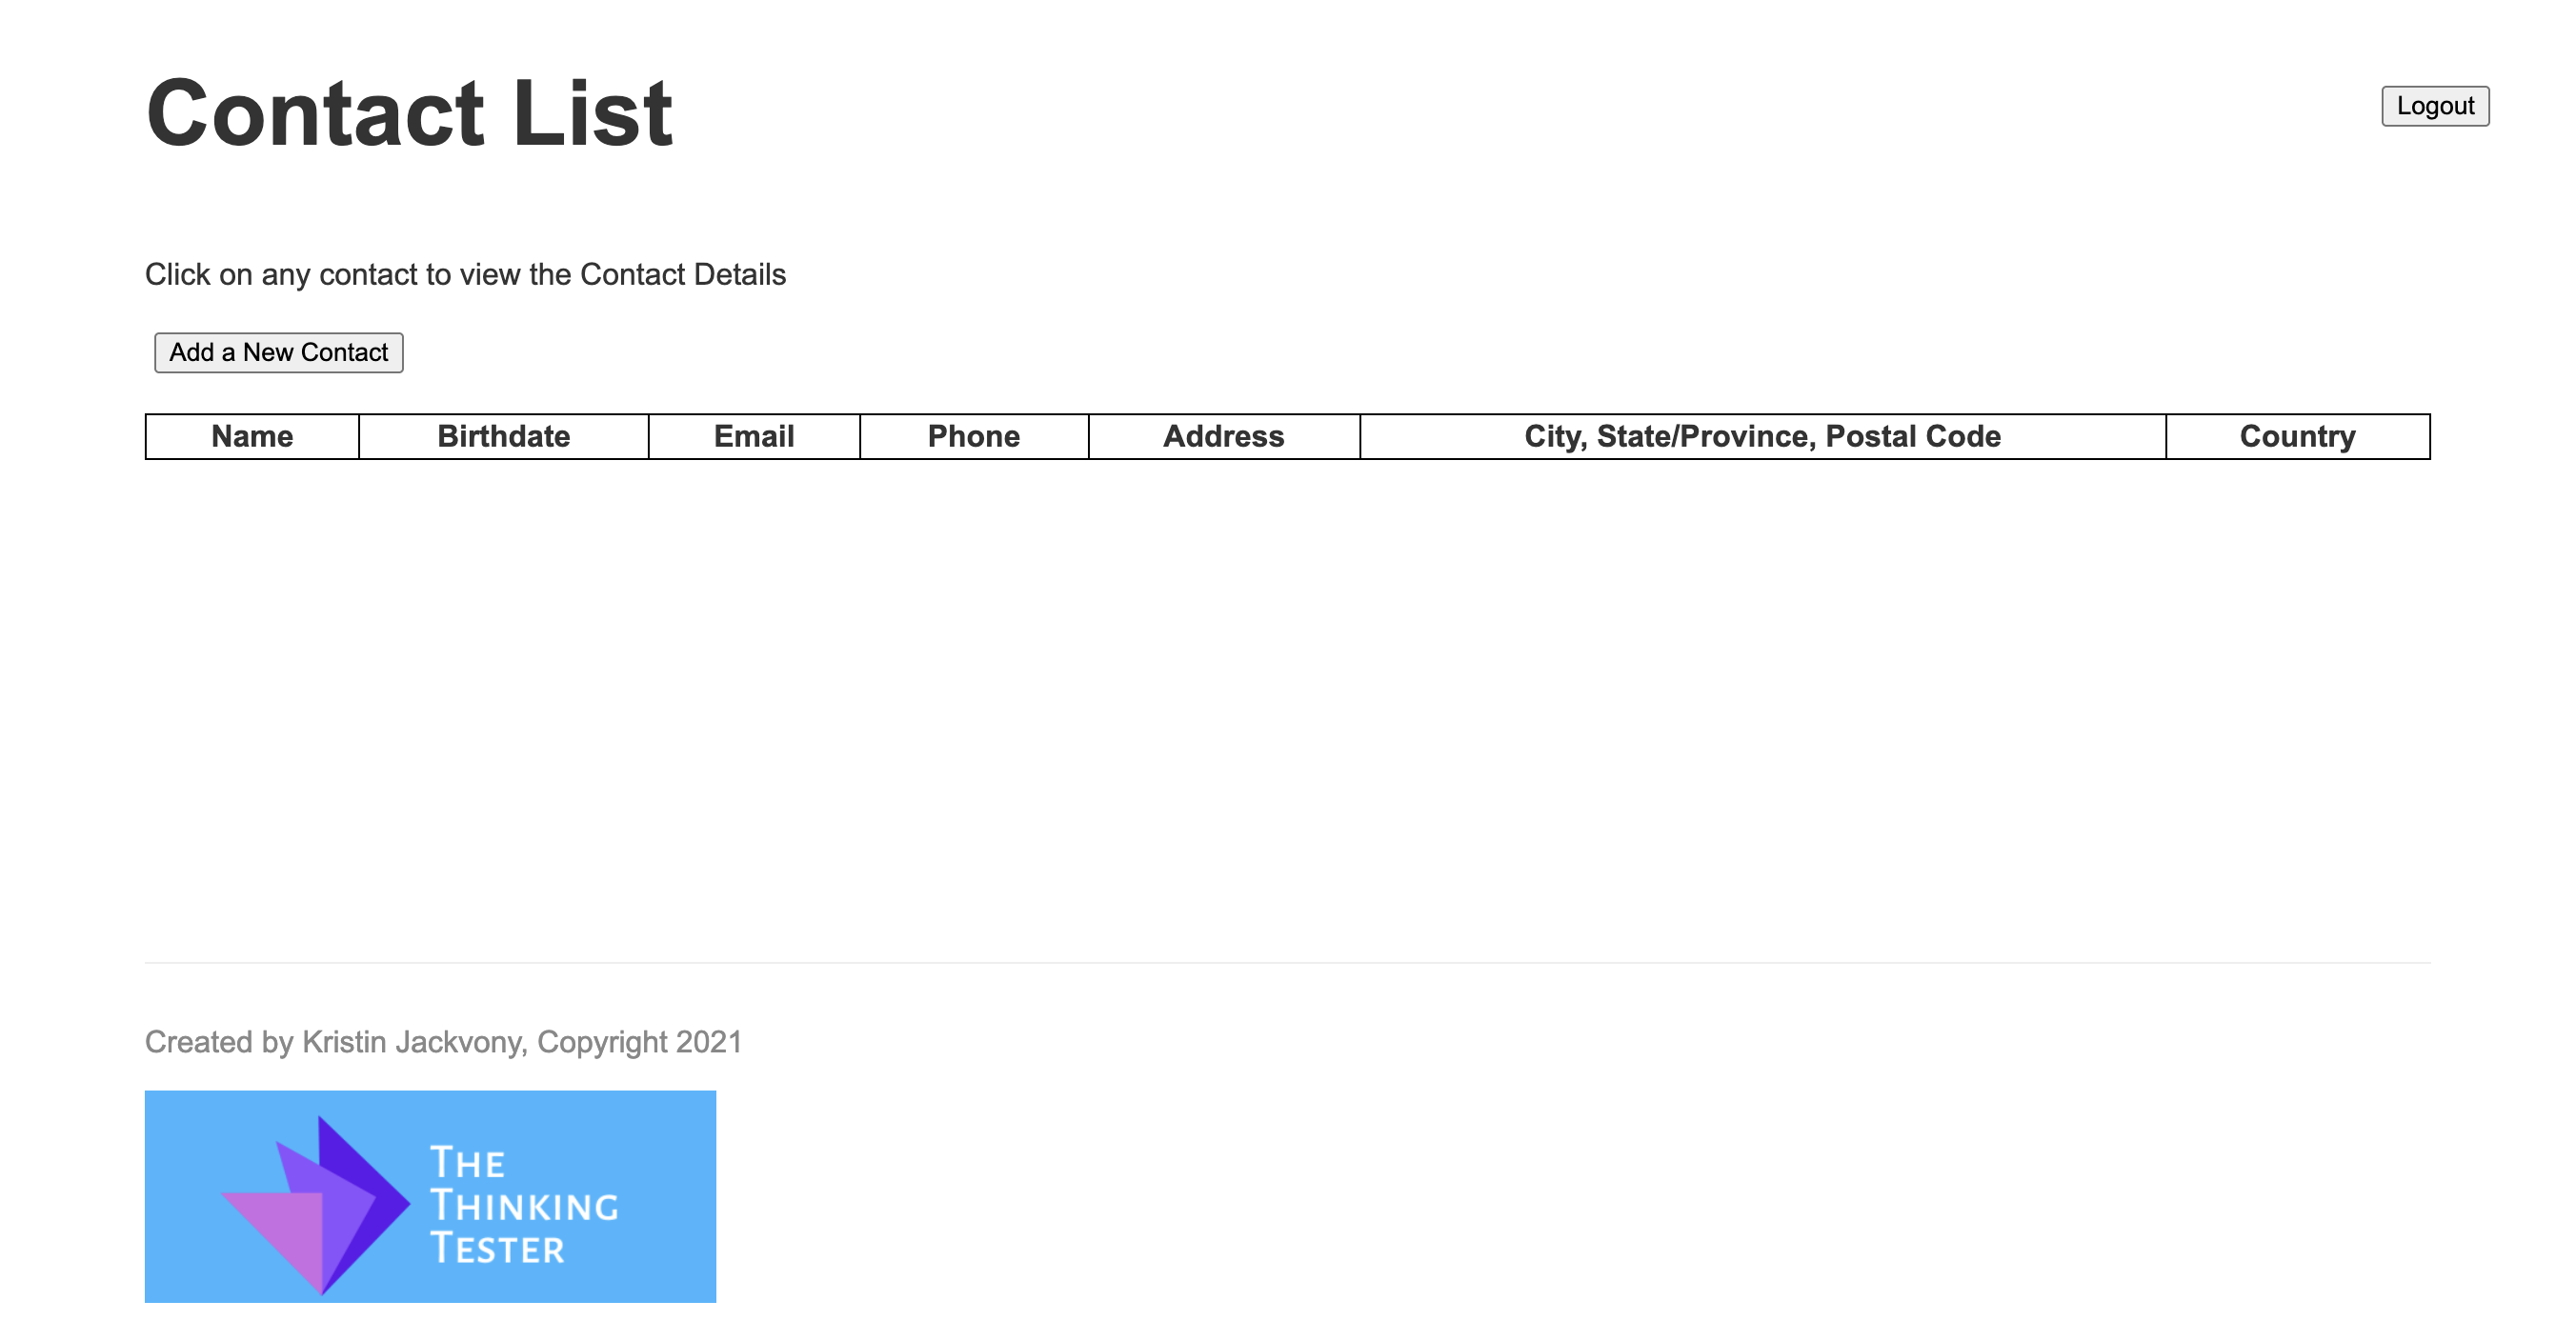 Contact List
Logout
Click on any contact to view the Contact Details
Add a New Contact
Name Birthdate Email Phone Address City, State/Province, Postal Code Country
Created by Kristin Jackvony, Copyright 2021
THE
THINKING
TESTER